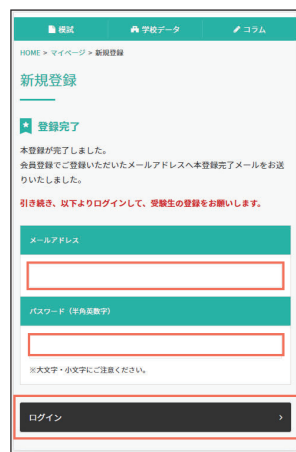 模試 学校データ コラム
HOME > マイページ > 新規登録
新規登録
登録完了
本登録が完了しました。
会員登録でご登録いただいたメールアドレスへ本登録完了メールをお送
りいたしました。
引き続き、以下よりログインして、受験生の登録をお願いします。
メールアドレス
パスワード（半角英数字）
※大文字・小文字にご注意ください。
ログイン